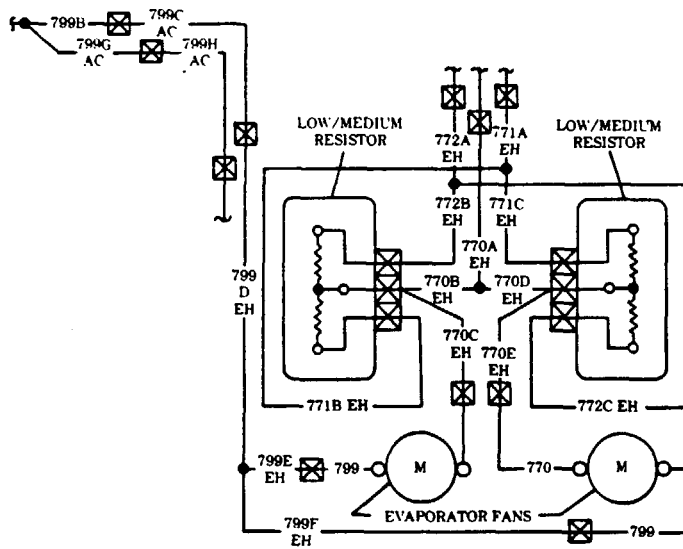 799B
799C
AC
799G
AC
799H
AC
LOW/MEDIUM
RESISTOR
772A
EH
771A
EH
LOW/MEDIUM
RESISTOR
772B
EH
771C
EH
770A
EH
799
D
EH
770B
EH
770D
EH
770C
EH
770E
EH
771B EH
772C EH
799E
EH
799
M
770
M
EVAPORATOR FANS
799F
EH
799